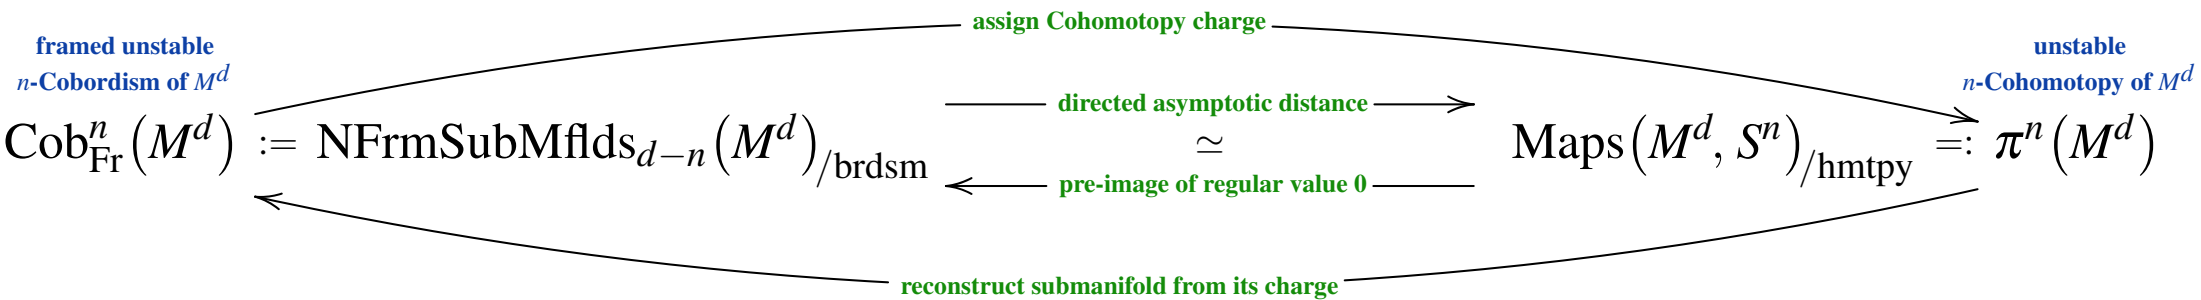 assign Cohomotopy charge
framed unstable
n-Cobordism of M^d
unstable
n-Cohomotopy of M^d
directed asymptotic distance
Cob^n_Fr(M^d) := NFrmSubMflds_{d−n}(M^d)_{/brdsm} ≃ Maps(M^d, S^n)_{/hmtpy} =: π^n(M^d)
pre-image of regular value 0
reconstruct submanifold from its charge